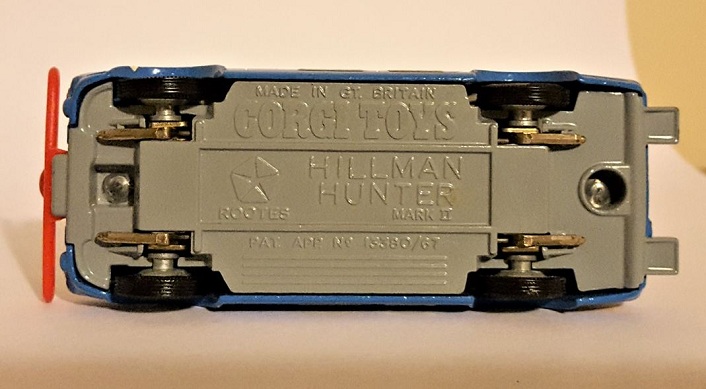 MADE IN GT. BRITAIN
CORGI TOYS
HILLMAN
HUNTER
ROOTES MARK II
PAT. APP. Nº 13380/67